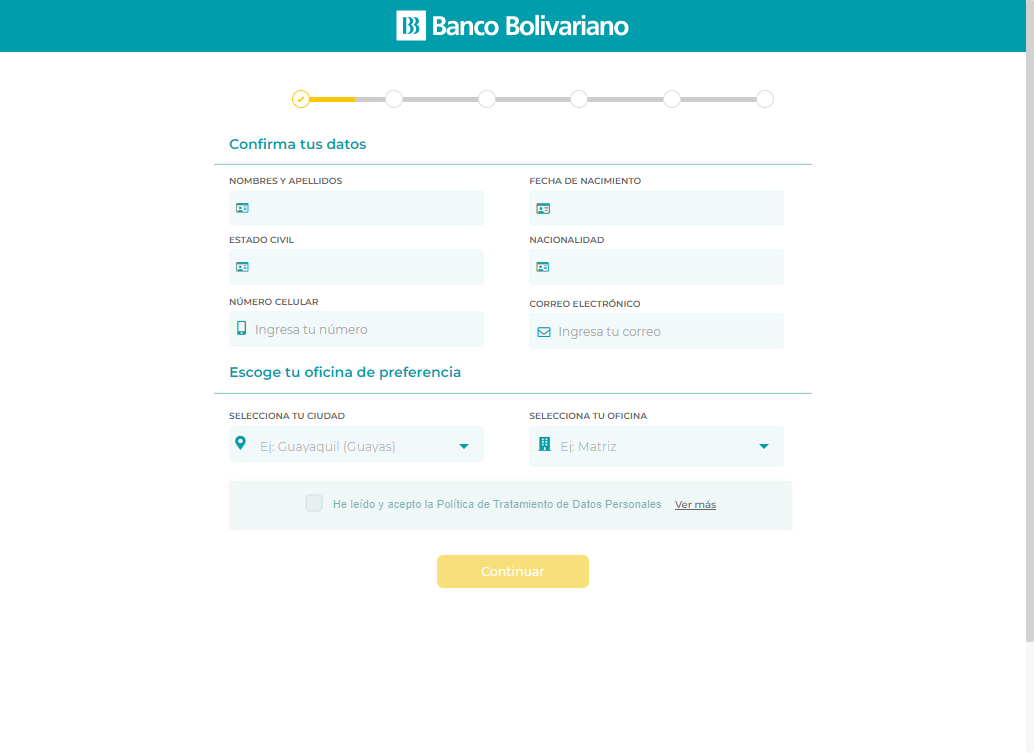 Banco Bolivariano
Confirma tus datos
NOMBRES Y APELLIDOS
FECHA DE NACIMIENTO
ESTADO CIVIL
NACIONALIDAD
NÚMERO CELULAR
CORREO ELECTRÓNICO
Ingresa tu número
Ingresa tu correo
Escoge tu oficina de preferencia
SELECCIONA TU CIUDAD
SELECCIONA TU OFICINA
Ej: Guayaquil (Guayas)
Ej: Matriz
He leído y acepto la Política de Tratamiento de Datos Personales Ver más
Continuar